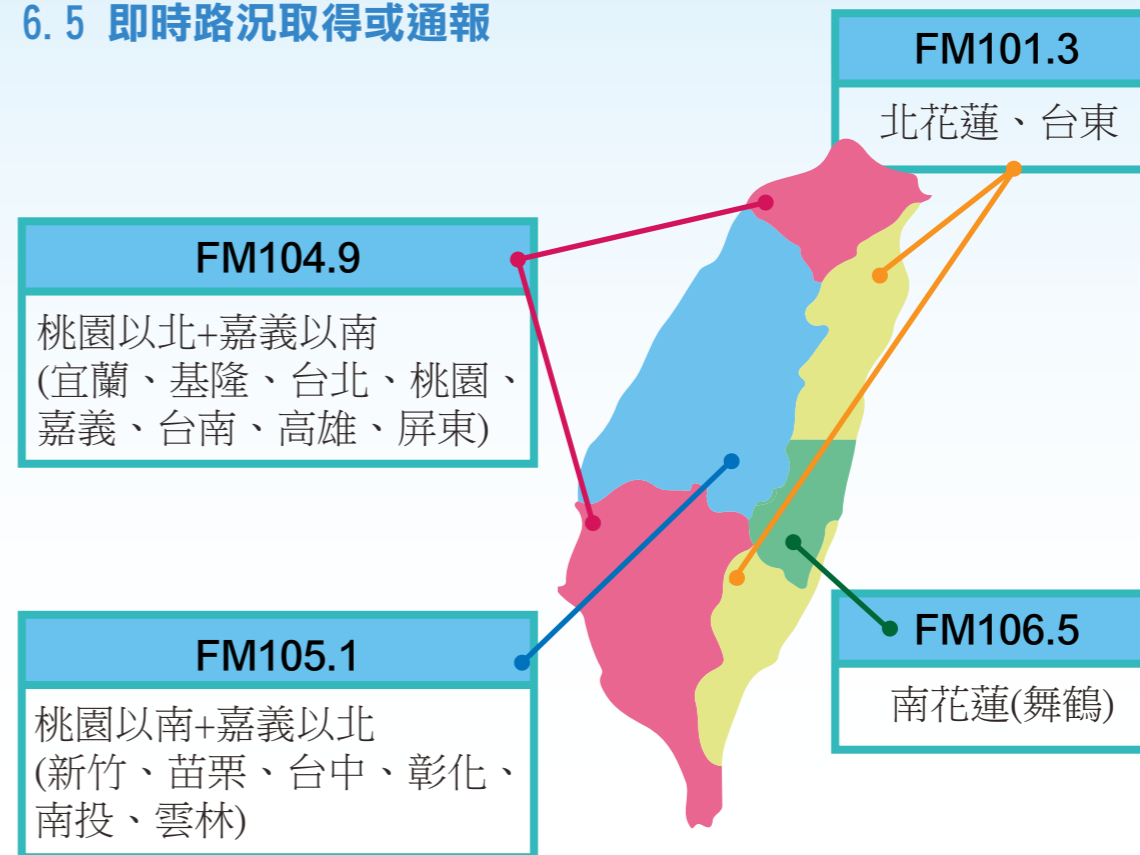 6.5 即時路況取得或通報
FM101.3
北花蓮、台東
FM104.9
桃園以北+嘉義以南
(宜蘭、基隆、台北、桃園、
嘉義、台南、高雄、屏東)
FM105.1
桃園以南+嘉義以北
(新竹、苗栗、台中、彰化、
南投、雲林)
FM106.5
南花蓮(舞鶴)